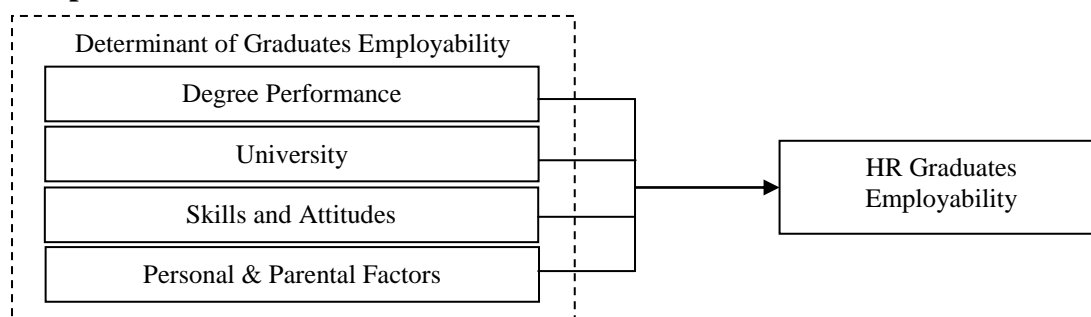 Determinant of Graduates Employability
Degree Performance
University
Skills and Attitudes
Personal & Parental Factors
HR Graduates
Employability